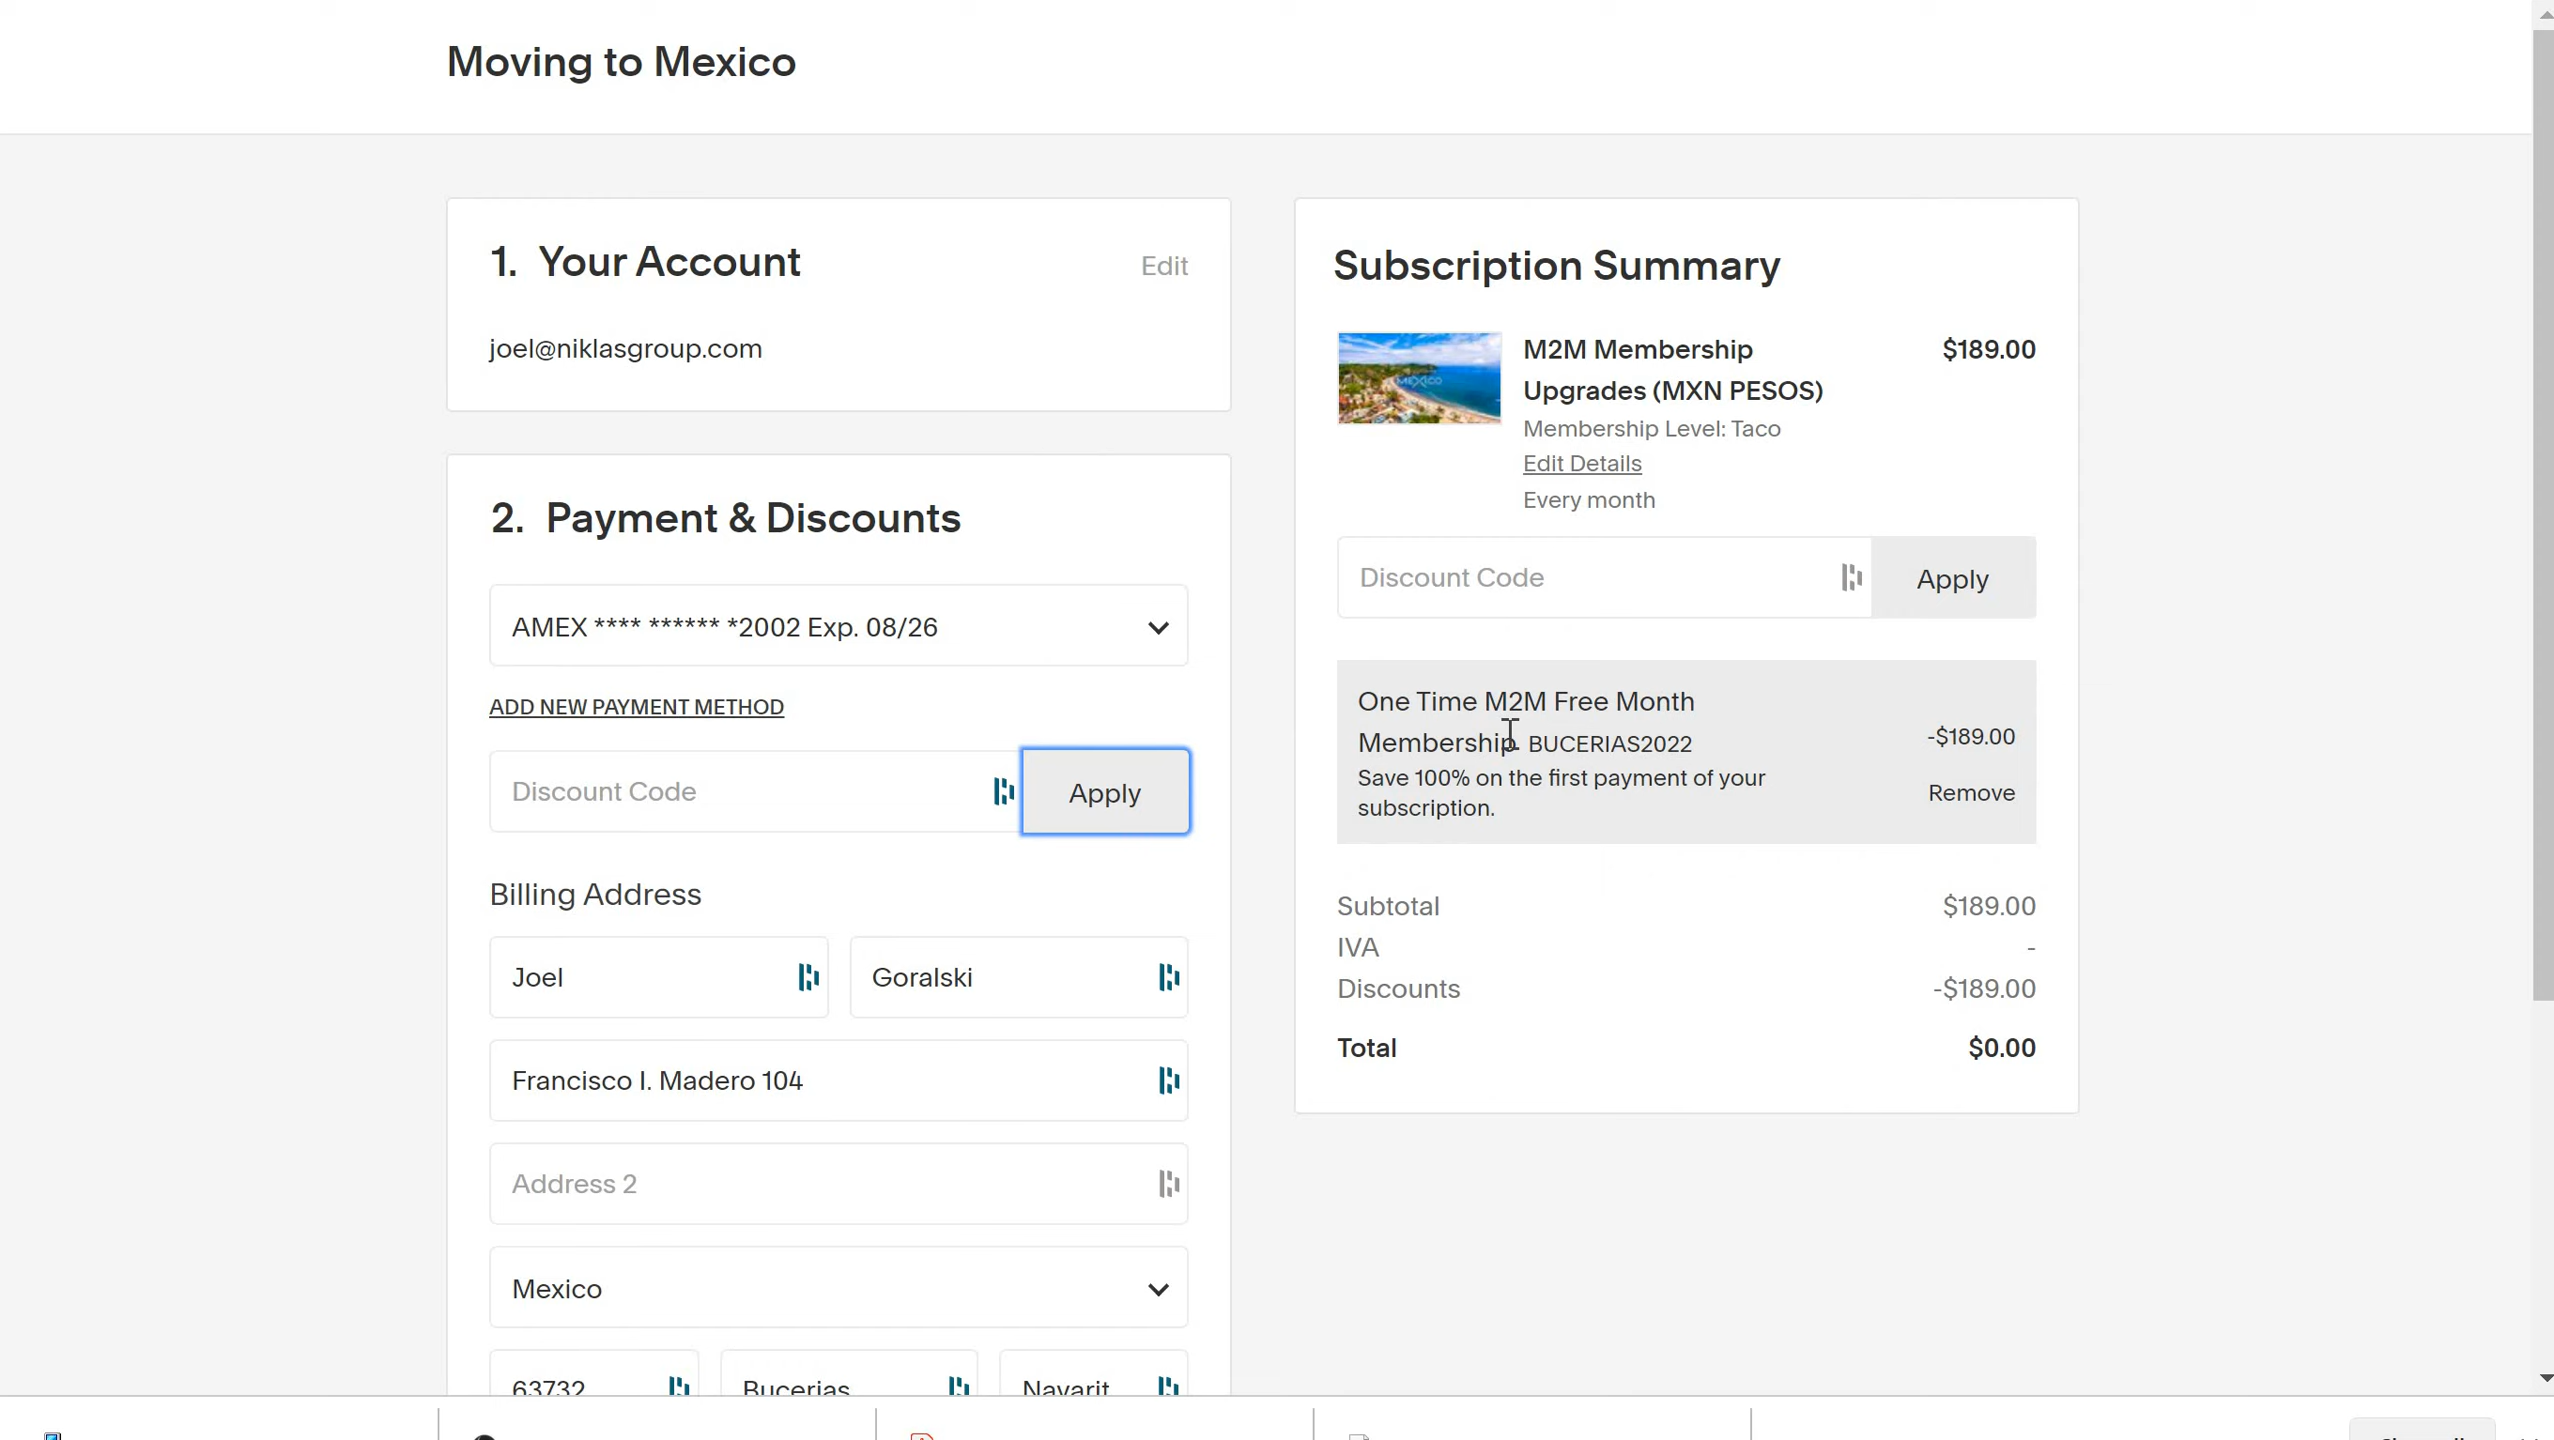 Moving to Mexico
1. Your Account
Edit
joel@niklasgroup.com
2. Payment & Discounts
AMEX **** ****** *2002 Exp. 08/26
ADD NEW PAYMENT METHOD
Discount Code
Apply
Billing Address
Joel
Goralski
Francisco I. Madero 104
Address 2
Mexico
63732
Bucerias
Nayarit
Subscription Summary
MEXICO
M2M Membership
$189.00
Upgrades (MXN PESOS)
Membership Level: Taco
Edit Details
Every month
Discount Code
Apply
One Time M2M Free Month
Membership BUCERIAS2022
-$189.00
Save 100% on the first payment of your
subscription.
Remove
Subtotal $189.00
IVA -
Discounts -$189.00
Total $0.00